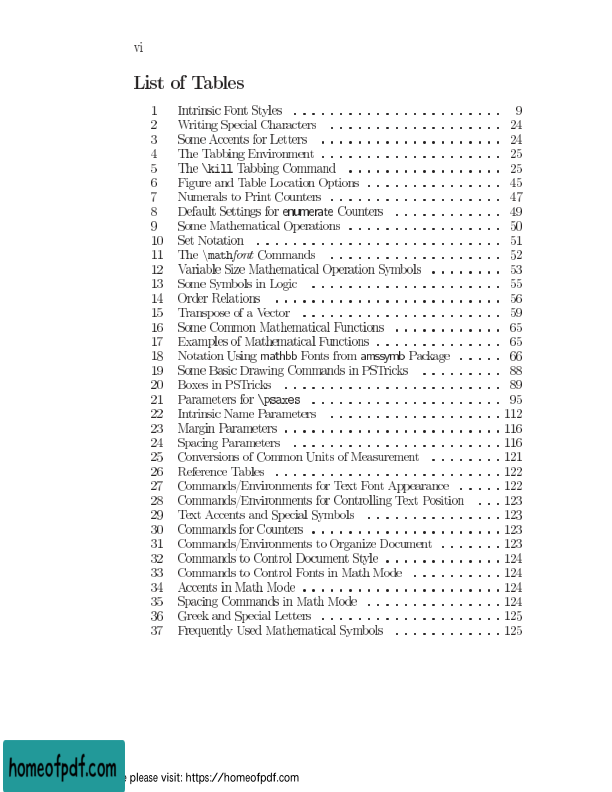 vi
List of Tables
1 Intrinsic Font Styles . . . . . . . . . . . . . . . . . . . . . . . 9
2 Writing Special Characters . . . . . . . . . . . . . . . . . . . 24
3 Some Accents for Letters . . . . . . . . . . . . . . . . . . . . 24
4 The Tabbing Environment . . . . . . . . . . . . . . . . . . . . 25
5 The \kill Tabbing Command . . . . . . . . . . . . . . . . . 25
6 Figure and Table Location Options . . . . . . . . . . . . . . . 45
7 Numerals to Print Counters . . . . . . . . . . . . . . . . . . . 47
8 Default Settings for enumerate Counters . . . . . . . . . . . . 49
9 Some Mathematical Operations . . . . . . . . . . . . . . . . . 50
10 Set Notation . . . . . . . . . . . . . . . . . . . . . . . . . . . 51
11 The \mathfont Commands . . . . . . . . . . . . . . . . . . . 52
12 Variable Size Mathematical Operation Symbols . . . . . . . . 53
13 Some Symbols in Logic . . . . . . . . . . . . . . . . . . . . . 55
14 Order Relations . . . . . . . . . . . . . . . . . . . . . . . . . 56
15 Transpose of a Vector . . . . . . . . . . . . . . . . . . . . . . 59
16 Some Common Mathematical Functions . . . . . . . . . . . . 65
17 Examples of Mathematical Functions . . . . . . . . . . . . . . 65
18 Notation Using mathbb Fonts from amssymb Package . . . . . 66
19 Some Basic Drawing Commands in PSTricks . . . . . . . . . 88
20 Boxes in PSTricks . . . . . . . . . . . . . . . . . . . . . . . . 89
21 Parameters for \psaxes . . . . . . . . . . . . . . . . . . . . . 95
22 Intrinsic Name Parameters . . . . . . . . . . . . . . . . . . . 112
23 Margin Parameters . . . . . . . . . . . . . . . . . . . . . . . . 116
24 Spacing Parameters . . . . . . . . . . . . . . . . . . . . . . . 116
25 Conversions of Common Units of Measurement . . . . . . . . 121
26 Reference Tables . . . . . . . . . . . . . . . . . . . . . . . . . 122
27 Commands/Environments for Text Font Appearance . . . . . 122
28 Commands/Environments for Controlling Text Position . . . 123
29 Text Accents and Special Symbols . . . . . . . . . . . . . . . 123
30 Commands for Counters . . . . . . . . . . . . . . . . . . . . . 123
31 Commands/Environments to Organize Document . . . . . . . 123
32 Commands to Control Document Style . . . . . . . . . . . . . 124
33 Commands to Control Fonts in Math Mode . . . . . . . . . . 124
34 Accents in Math Mode . . . . . . . . . . . . . . . . . . . . . . 124
35 Spacing Commands in Math Mode . . . . . . . . . . . . . . . 124
36 Greek and Special Letters . . . . . . . . . . . . . . . . . . . . 125
37 Frequently Used Mathematical Symbols . . . . . . . . . . . . 125
homeofpdf.com
please visit: https://homeofpdf.com